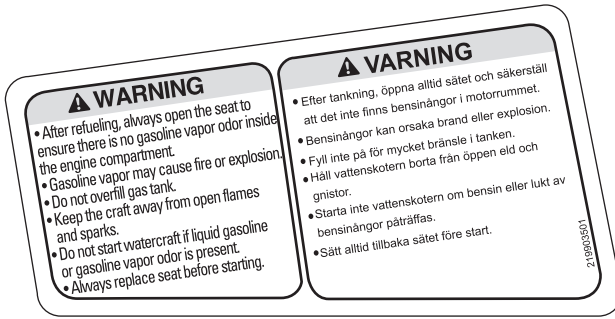 WARNING
• After refueling, always open the seat to
ensure there is no gasoline vapor odor inside
the engine compartment.
• Gasoline vapor may cause fire or explosion.
• Do not overfill gas tank.
• Keep the craft away from open flames
and sparks.
• Do not start watercraft if liquid gasoline
or gasoline vapor odor is present.
• Always replace seat before starting.
VARNING
• Efter tankning, öppna alltid sätet och säkerställ
att det inte finns bensinångor i motorrummet.
• Bensinångor kan orsaka brand eller explosion.
• Fyll inte på för mycket bränsle i tanken.
• Håll vattenskotern borta från öppen eld och
gnistor.
• Starta inte vattenskotern om bensin eller lukt av
bensinångor påträffas.
• Sätt alltid tillbaka sätet före start.
219903501